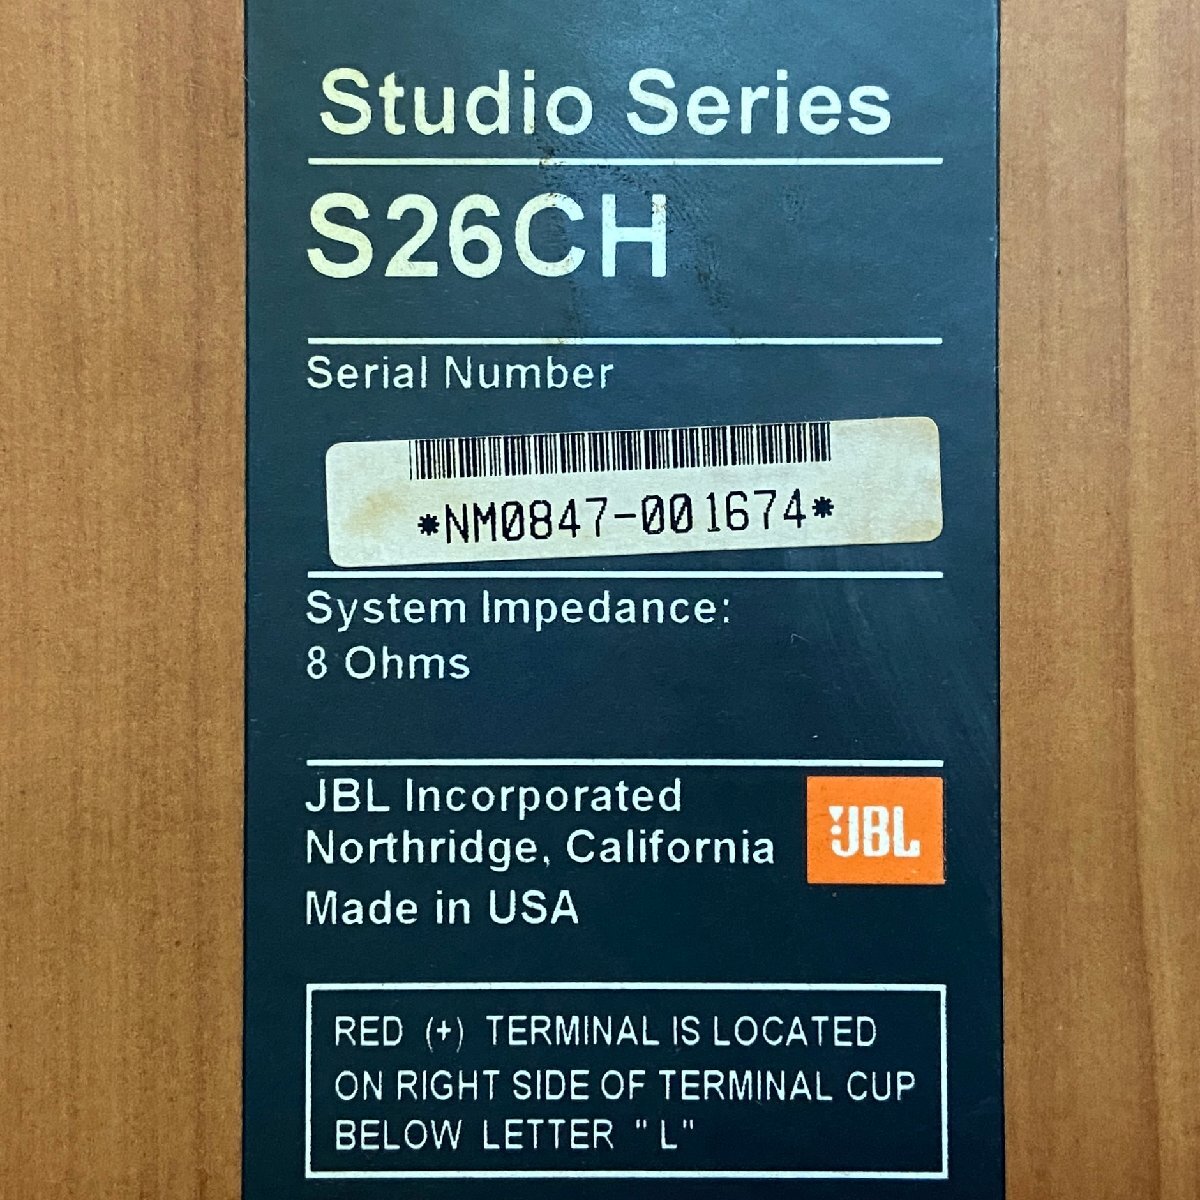 Studio Series
S26CH
Serial Number
*NM0847-001674*
System Impedance:
8 Ohms
JBL Incorporated
Northridge, California
Made in USA
JBL
RED (+) TERMINAL IS LOCATED
ON RIGHT SIDE OF TERMINAL CUP
BELOW LETTER "L"